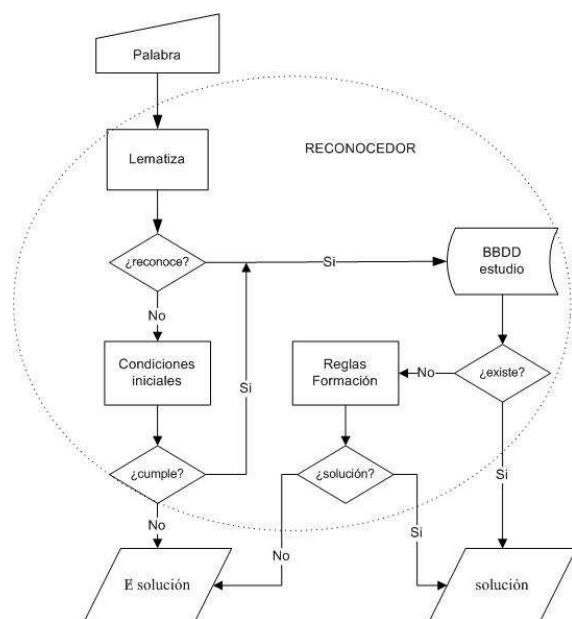 Palabra
Lematiza
RECONOCEDOR
¿reconoce?
Si
BBDD
estudio
No
Condiciones
iniciales
Si
Reglas
Formación
No
¿existe?
¿cumple?
¿solución?
Si
No
No
Si
E solución
solución